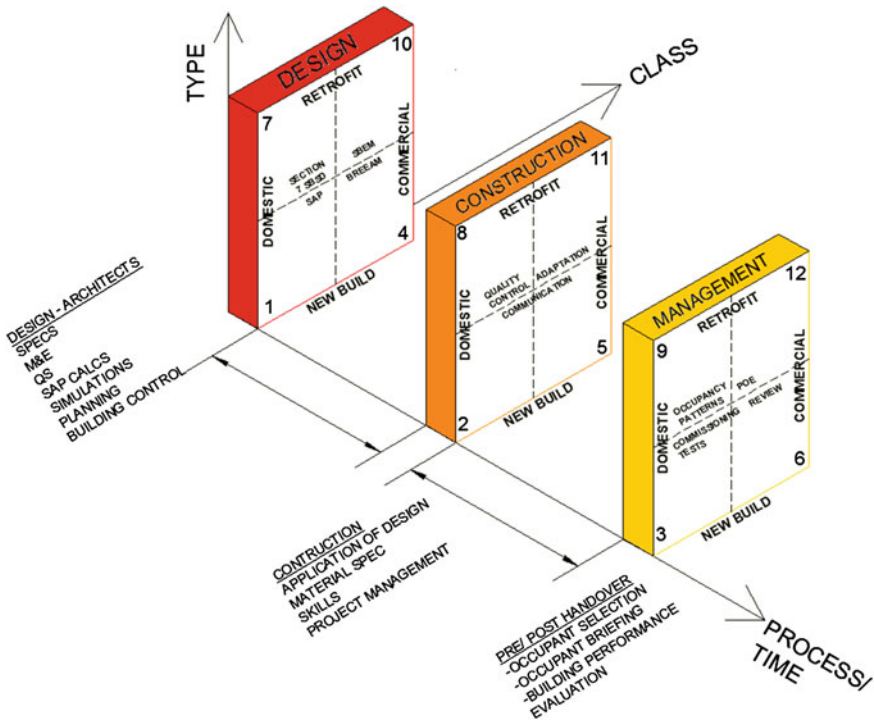 TYPE
CLASS
PROCESS/
TIME
DESIGN
7
10
RETROFIT
DOMESTIC
COMMERCIAL
SECTION
7 SBSD
SBEM
SAP
BREEAM
1
4
NEW BUILD
CONSTRUCTION
8
11
RETROFIT
DOMESTIC
COMMERCIAL
QUALITY
CONTROL
ADAPTATION
COMMUNICATION
2
5
NEW BUILD
MANAGEMENT
9
12
RETROFIT
DOMESTIC
COMMERCIAL
OCCUPANCY
PATTERNS
POE
COMMISSIONING
TESTS
REVIEW
3
6
NEW BUILD
DESIGN - ARCHITECTS
SPECS
M&E
QS
SAP CALCS
SIMULATIONS
PLANNING
BUILDING CONTROL
CONTRUCTION
APPLICATION OF DESIGN
MATERIAL SPEC
SKILLS
PROJECT MANAGEMENT
PRE/ POST HANDOVER
-OCCUPANT SELECTION
-OCCUPANT BRIEFING
-BUILDING PERFORMANCE
EVALUATION